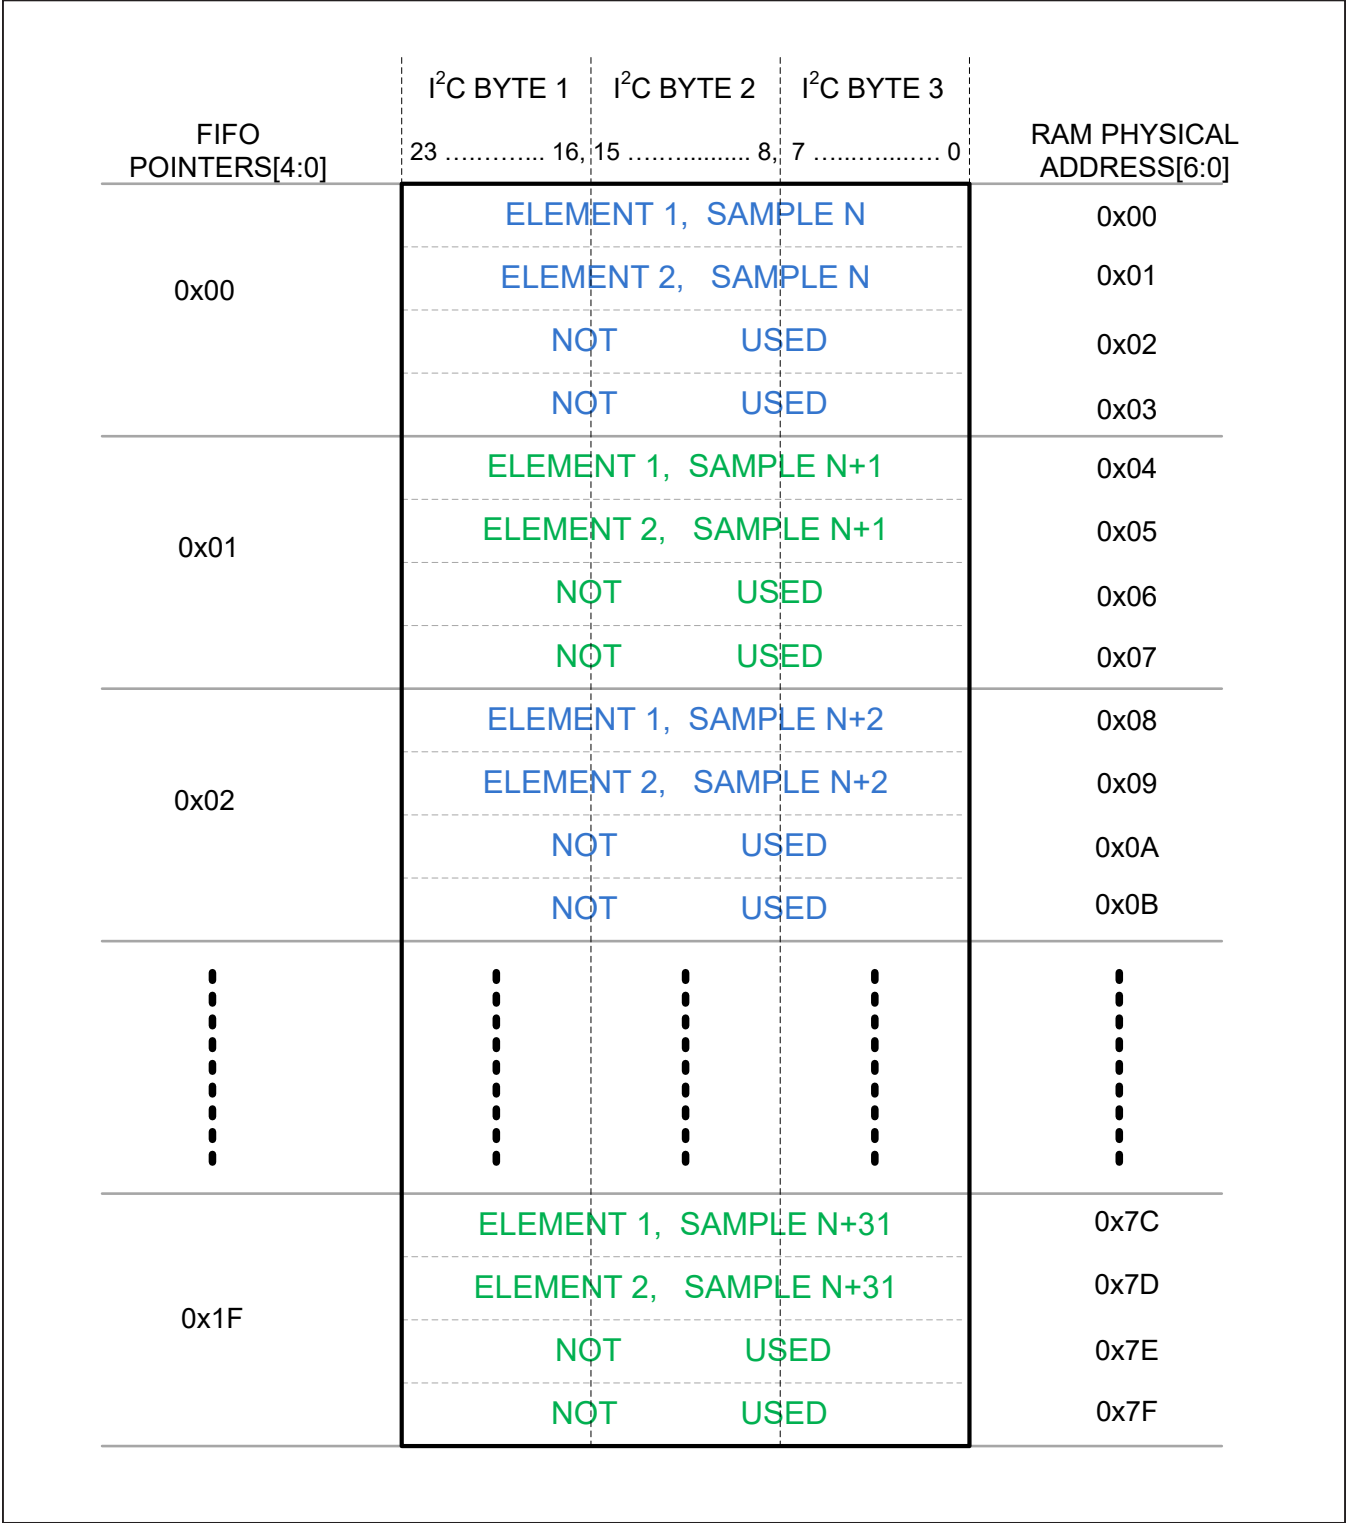 I²C BYTE 1 I²C BYTE 2 I²C BYTE 3
FIFO
POINTERS[4:0]
23 ............ 16, 15 ................ 8, 7 ................ 0
RAM PHYSICAL
ADDRESS[6:0]
0x00
ELEMENT 1, SAMPLE N 0x00
ELEMENT 2, SAMPLE N 0x01
NOT USED 0x02
NOT USED 0x03
0x01
ELEMENT 1, SAMPLE N+1 0x04
ELEMENT 2, SAMPLE N+1 0x05
NOT USED 0x06
NOT USED 0x07
0x02
ELEMENT 1, SAMPLE N+2 0x08
ELEMENT 2, SAMPLE N+2 0x09
NOT USED 0x0A
NOT USED 0x0B
0x1F
ELEMENT 1, SAMPLE N+31 0x7C
ELEMENT 2, SAMPLE N+31 0x7D
NOT USED 0x7E
NOT USED 0x7F